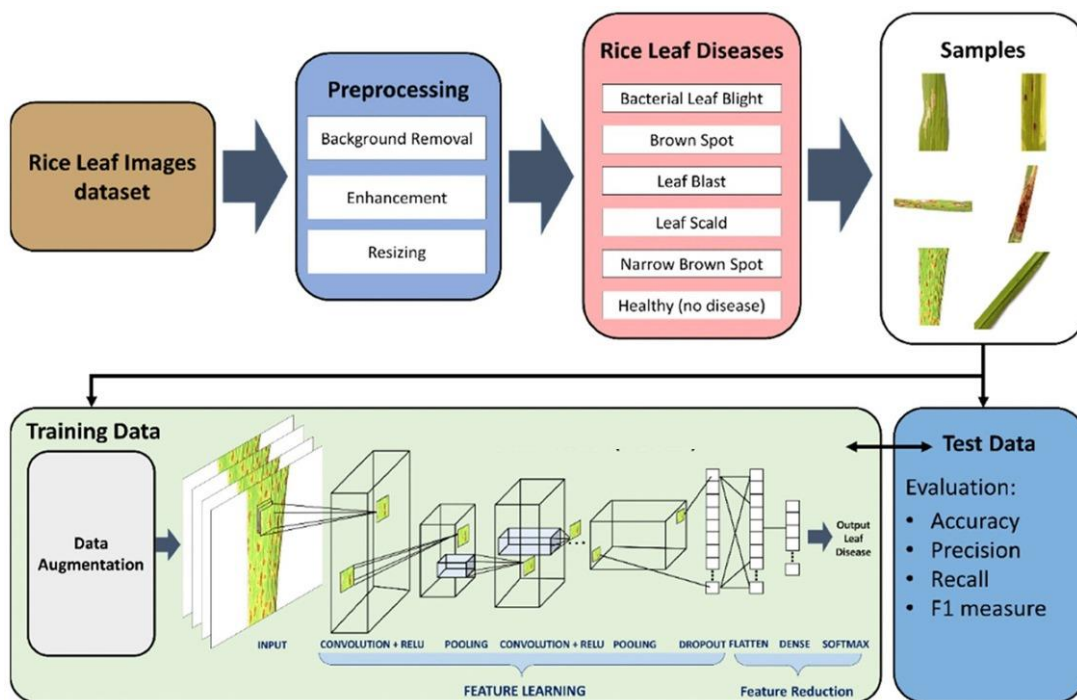 Rice Leaf Images
dataset
Preprocessing
Background Removal
Enhancement
Resizing
Rice Leaf Diseases
Bacterial Leaf Blight
Brown Spot
Leaf Blast
Leaf Scald
Narrow Brown Spot
Healthy (no disease)
Samples
Training Data
Data
Augmentation
INPUT
CONVOLUTION + RELU
POOLING
CONVOLUTION + RELU
POOLING
DROPOUT
FLATTEN
DENSE
SOFTMAX
FEATURE LEARNING
Feature Reduction
Output
Leaf
Disease
Test Data
Evaluation:
• Accuracy
• Precision
• Recall
• F1 measure